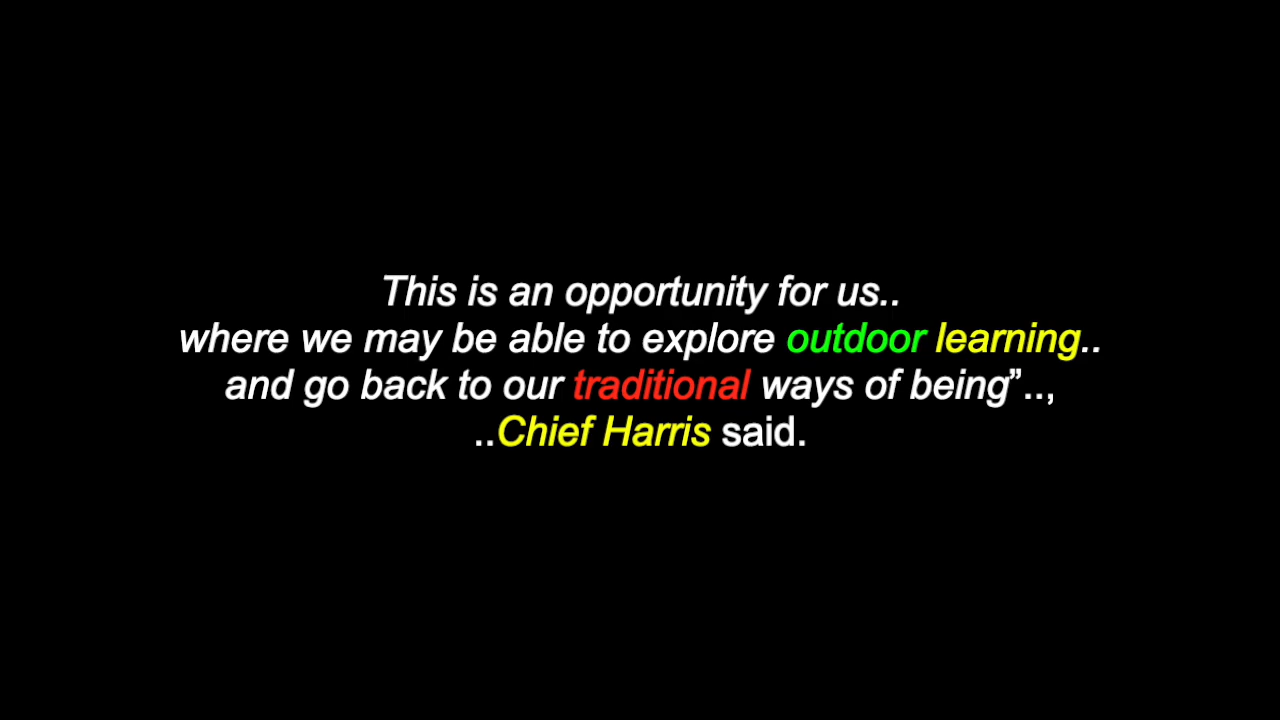 This is an opportunity for us..
where we may be able to explore outdoor learning..
and go back to our traditional ways of being”..,
..Chief Harris said.